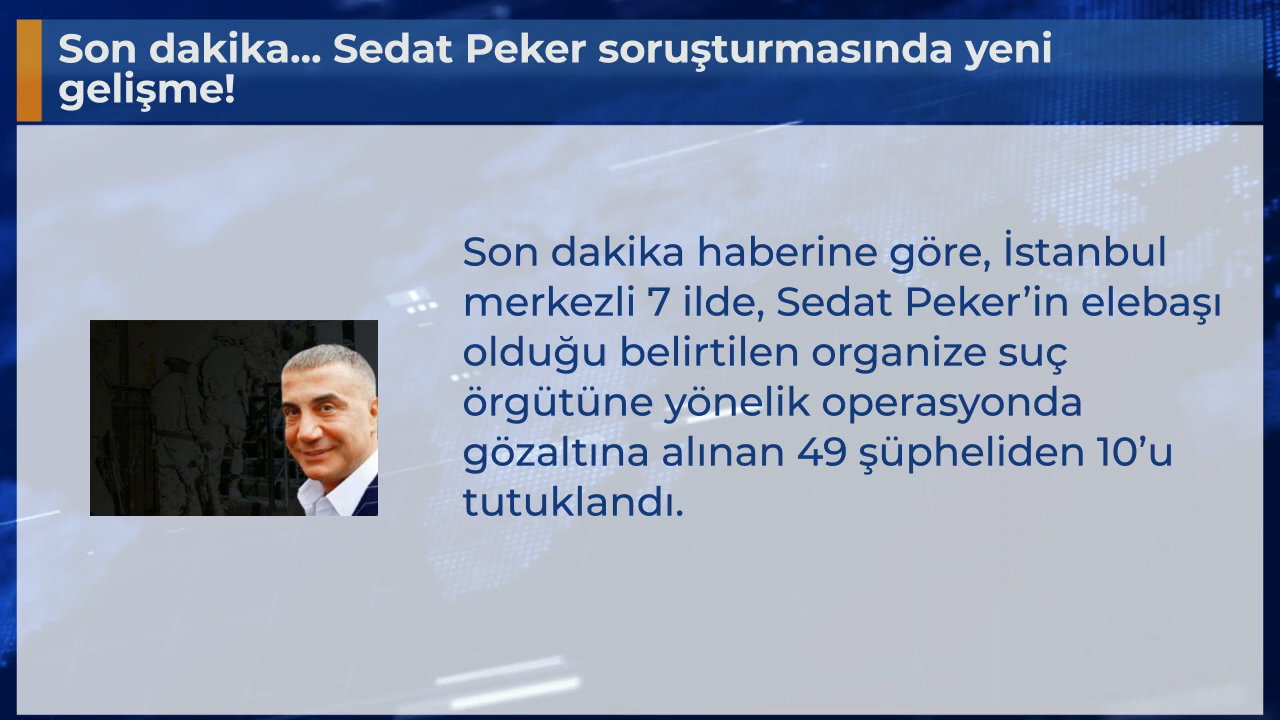 Son dakika... Sedat Peker soruşturmasında yeni
gelişme!
Son dakika haberine göre, İstanbul
merkezli 7 ilde, Sedat Peker’in elebaşı
olduğu belirtilen organize suç
örgütüne yönelik operasyonda
gözaltına alınan 49 şüpheliden 10’u
tutuklandı.